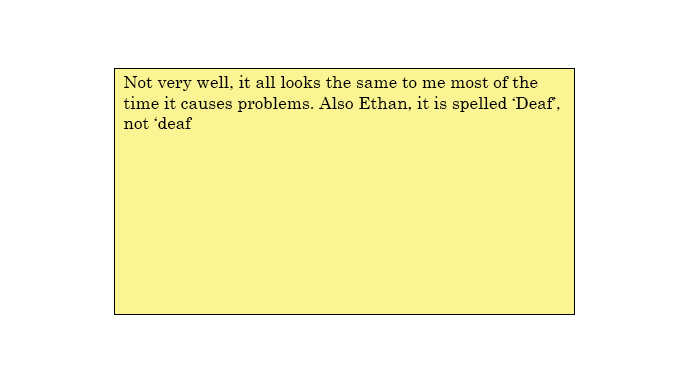 Not very well, it all looks the same to me most of the
time it causes problems. Also Ethan, it is spelled ‘Deaf’,
not ‘deaf